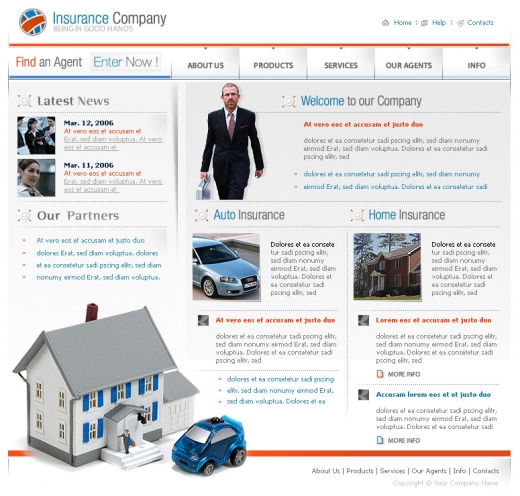 Insurance Company
BEING IN GOOD HANDS
Home
Help
Contacts
Find an Agent
Enter Now !
ABOUT US
PRODUCTS
SERVICES
OUR AGENTS
INFO
Latest News
Mar. 12, 2006
At vero eos et accusam et
Erat, sed diam voluptua. At vero
eos et accusam et
Mar. 11, 2006
At vero eos et accusam et
Erat, sed diam voluptua. At vero
eos et accusam et
Our Partners
At vero eos et accusam et justo duo
dolores Erat, sed diam voluptua. dolores
et ea consetetur sadi pscing elitr, sed diam
nonumy eirmod Erat, sed diam voluptua.
Welcome to our Company
At vero eos et accusam et justo duo
dolores et ea consetetur sadi pscing elitr, sed diam nonumy
eirmod Erat, sed diam voluptua. Dolores et ea consetetur sadi
pscing elitr, sed
dolores et ea consetetur sadi pscing elitr, sed diam nonumy
eirmod Erat, sed diam voluptua. Dolores et ea consetetur sadi
Auto Insurance
Dolores et ea consete
tur sadi pscing elitr,
sed diam nonumy
eirmod Erat, sed diam
voluptua. Dolores et ea
consetetur sadi pscing
elitr, sed
At vero eos et accusam et justo duo
dolores et ea consetetur sadi pscing
elitr, sed diam nonumy eirmod Erat, sed
diam voluptua. Dolores et ea consetetur
sadi pscing elitr, sed
dolores et ea consetetur sadi pscing
elitr, sed diam nonumy eirmod Erat,
sed diam voluptua. Dolores et ea
Home Insurance
Dolores et ea consete
tur sadi pscing elitr,
sed diam nonumy
eirmod Erat, sed diam
voluptua. Dolores et ea
consetetur sadi pscing
elitr, sed
Lorem eos et accusam et justo duo
dolores et ea consetetur sadi pscing elitr,
sed diam nonumy eirmod Erat, sed diam
voluptua. Dolores et ea consetetur sadi
pscing elitr, sed
MORE INFO
Accusam lorem eos et et justo duo
dolores et ea consetetur sadi pscing elitr,
sed diam nonumy eirmod Erat, sed diam
voluptua. Dolores et ea consetetur sadi
pscing elitr, sed
MORE INFO
About Us | Products | Services | Our Agents | Info | Contacts
Copyright © Your Company Name